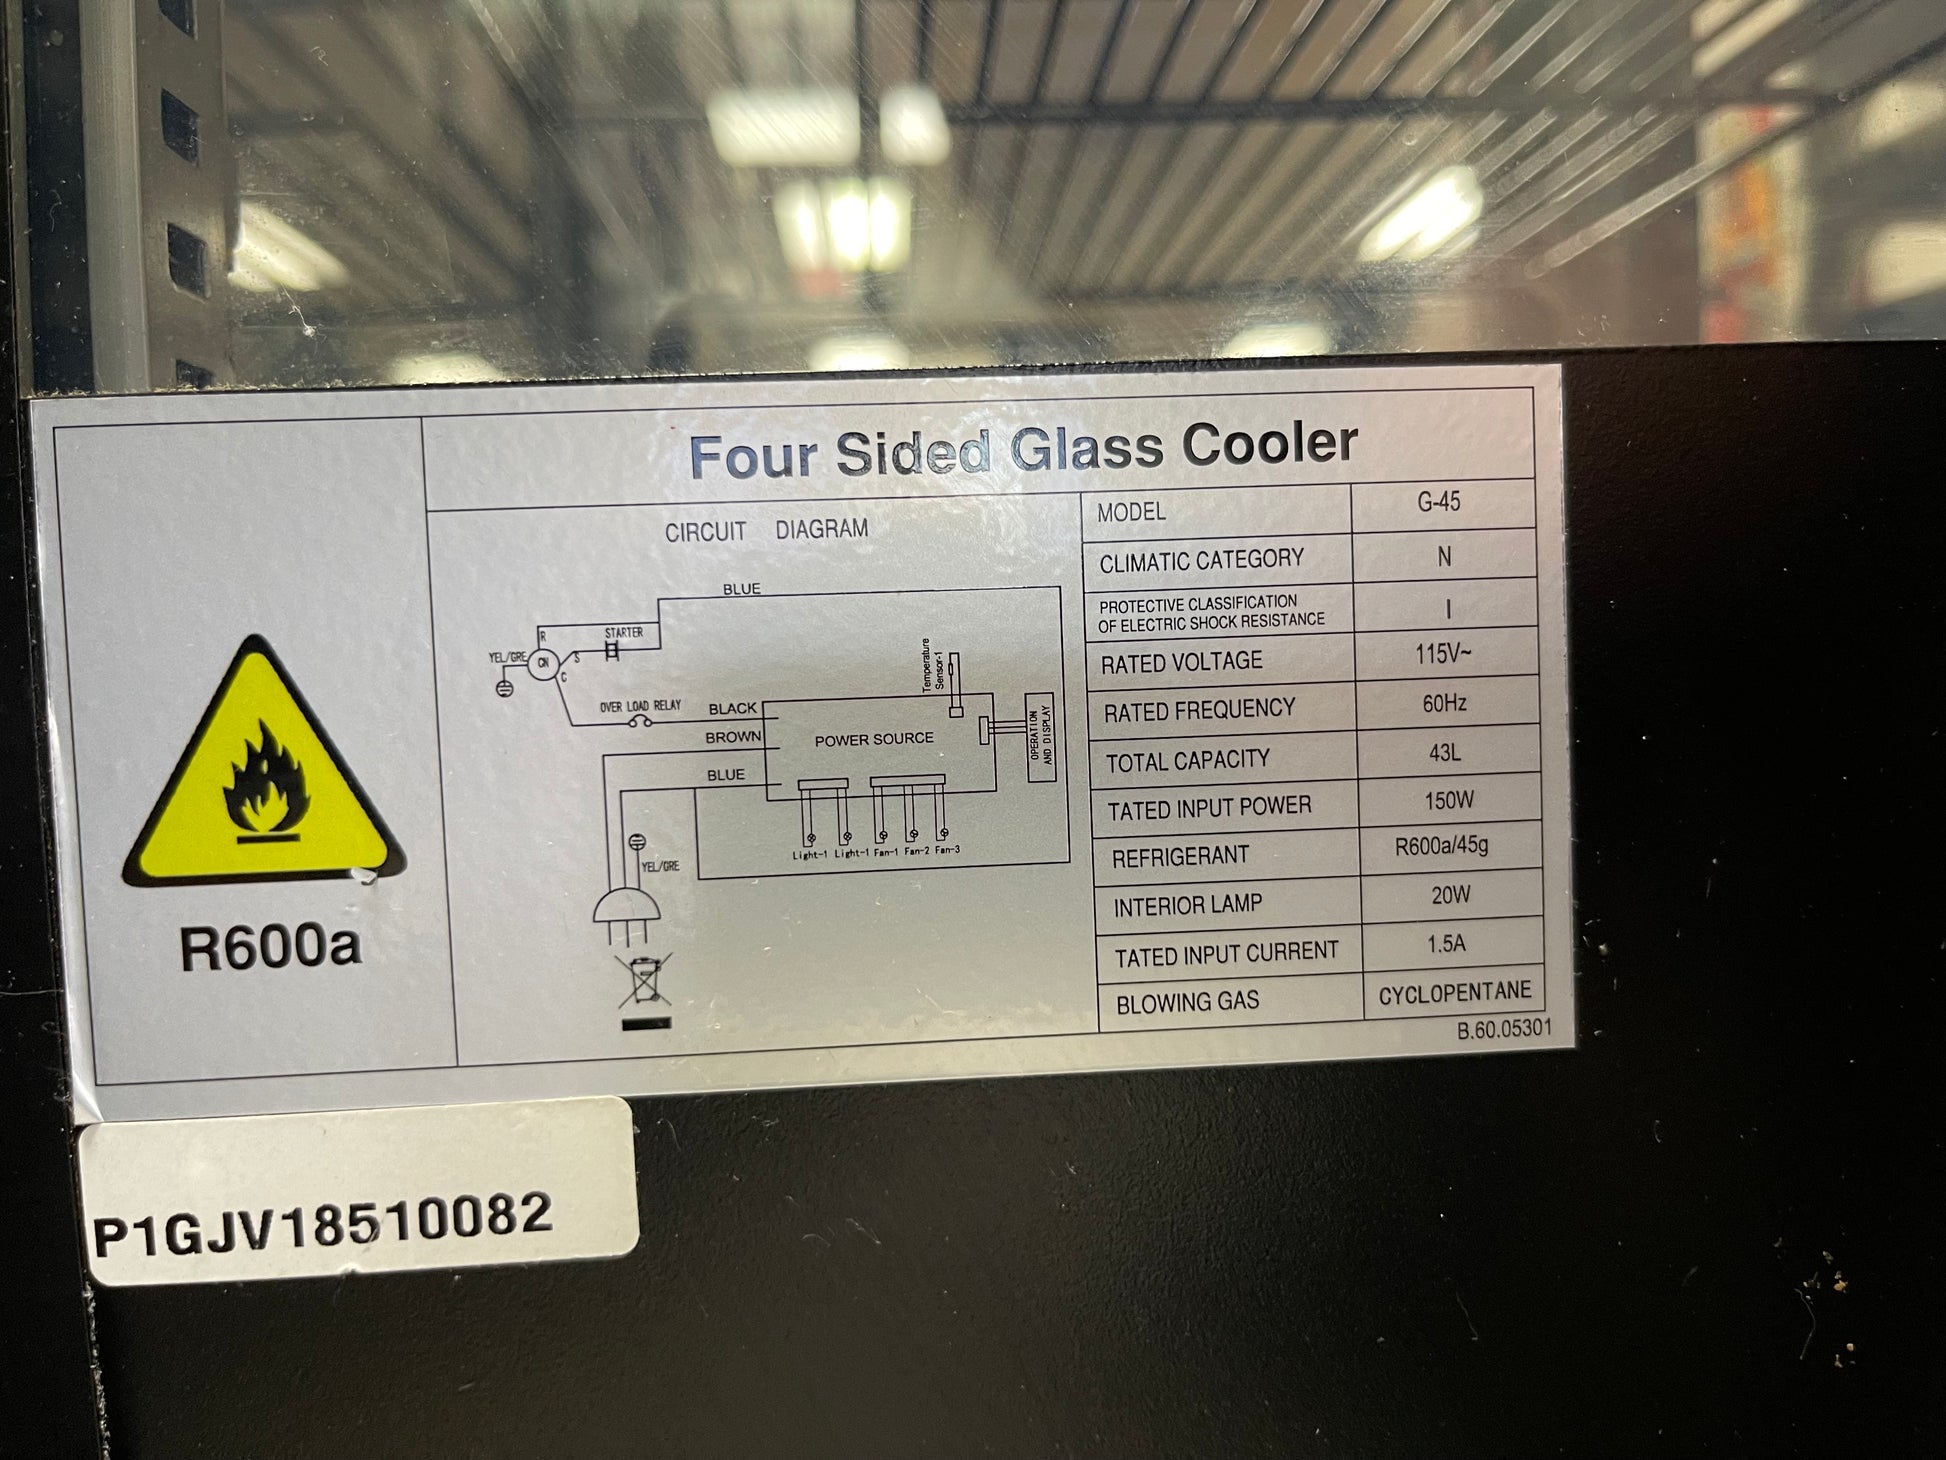 Four Sided Glass Cooler
R600a
CIRCUIT DIAGRAM
BLUE
R
STARTER
YEL/GRE
S
C
OVER LOAD RELAY
BLACK
BROWN
BLUE
POWER SOURCE
Temperature
Sensor-1
OPERATION
AND DISPLAY
Light-1 Light-1 Fan-1 Fan-2 Fan-3
YEL/GRE
MODEL G-45
CLIMATIC CATEGORY N
PROTECTIVE CLASSIFICATION
OF ELECTRIC SHOCK RESISTANCE I
RATED VOLTAGE 115V~
RATED FREQUENCY 60Hz
TOTAL CAPACITY 43L
TATED INPUT POWER 150W
REFRIGERANT R600a/45g
INTERIOR LAMP 20W
TATED INPUT CURRENT 1.5A
BLOWING GAS CYCLOPENTANE
B.60.05301
P1GJV18510082